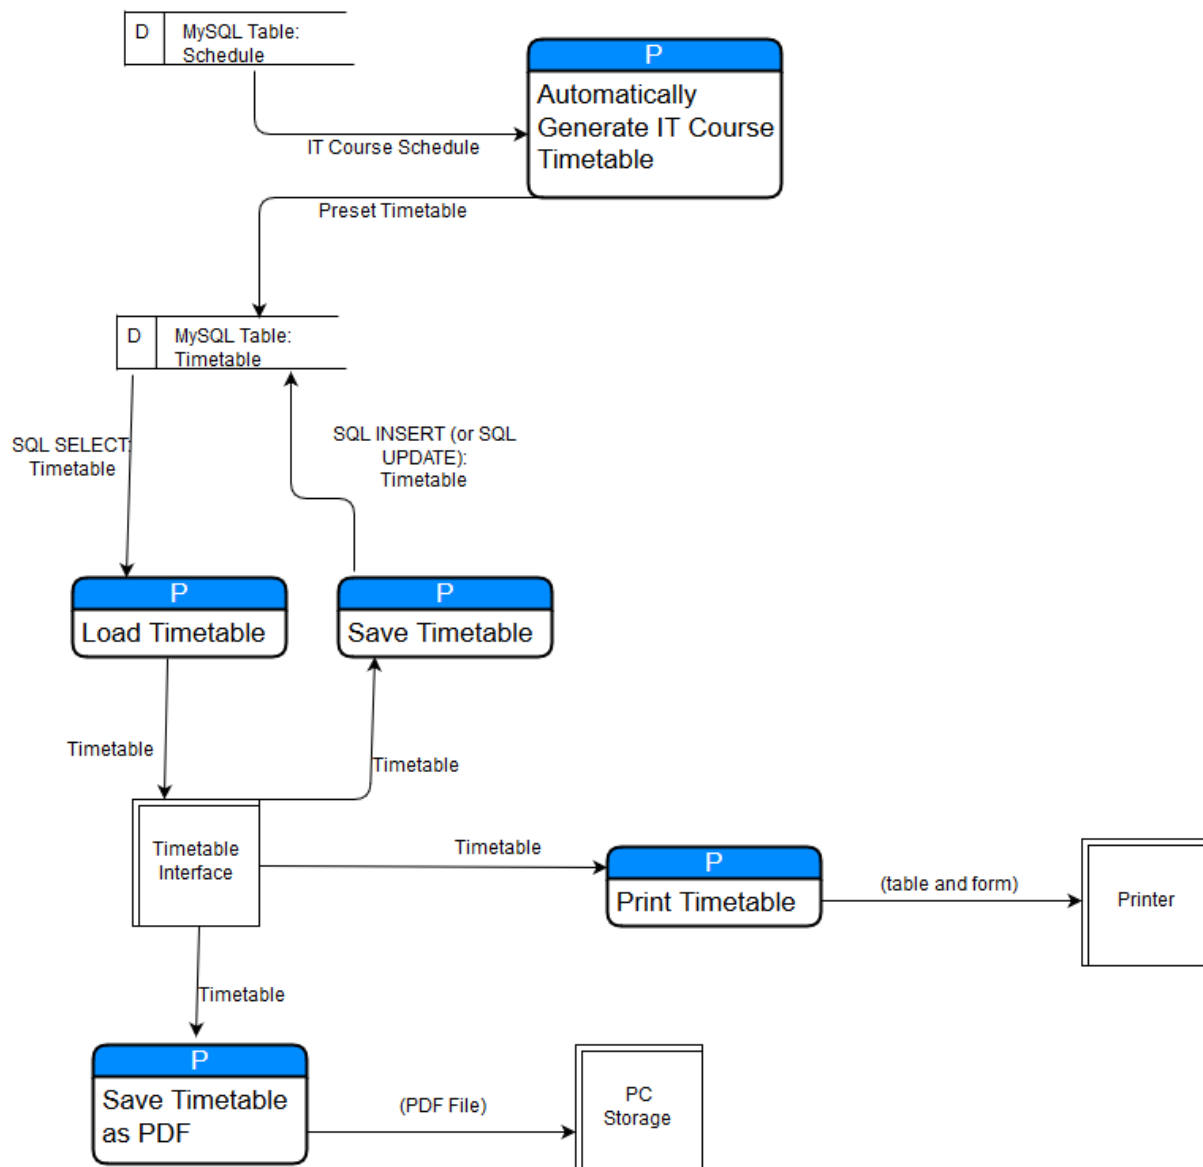 D
MySQL Table:
Schedule
P
Automatically
Generate IT Course
Timetable
IT Course Schedule
Preset Timetable
D
MySQL Table:
Timetable
SQL SELECT:
Timetable
SQL INSERT (or SQL
UPDATE):
Timetable
P
Load Timetable
P
Save Timetable
Timetable
Timetable
Timetable
Interface
Timetable
P
Print Timetable
(table and form)
Printer
Timetable
P
Save Timetable
as PDF
(PDF File)
PC
Storage